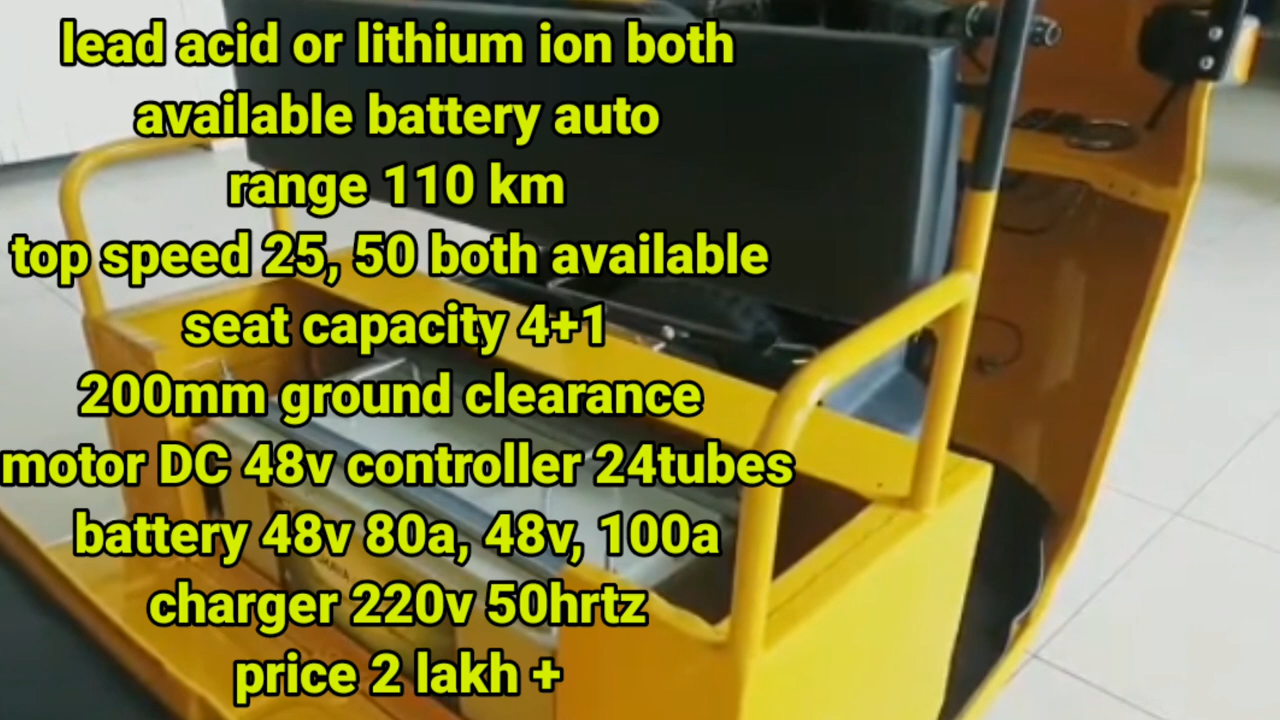 lead acid or lithium ion both
available battery auto
range 110 km
top speed 25, 50 both available
seat capacity 4+1
200mm ground clearance
motor DC 48v controller 24tubes
battery 48v 80a, 48v, 100a
charger 220v 50hrtz
price 2 lakh +